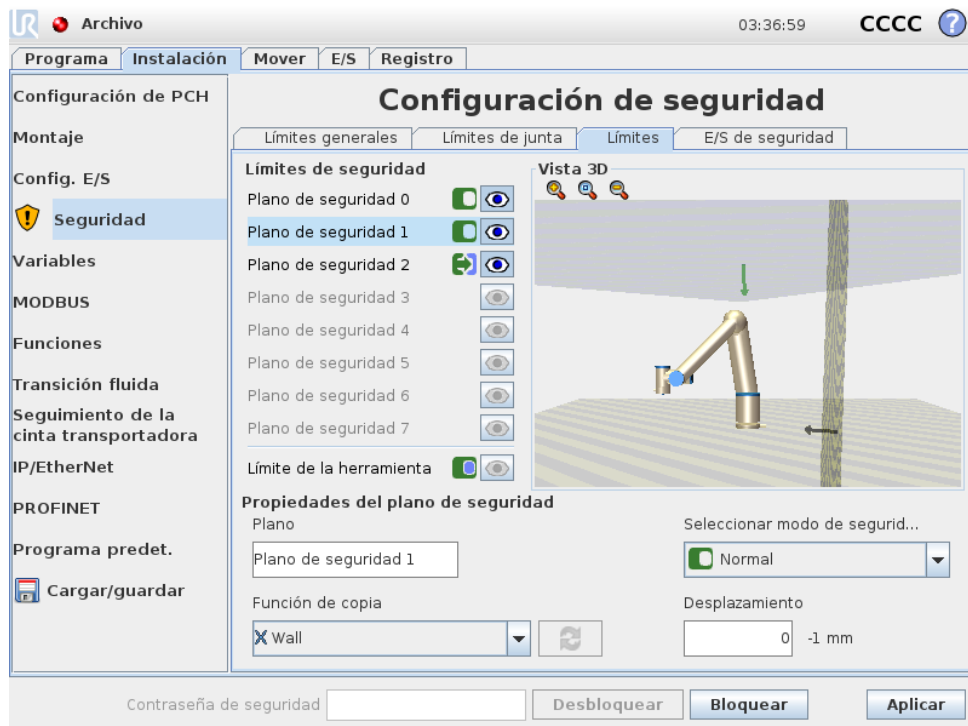 UR Archivo 03:36:59 CCCC ?
Programa Instalación Mover E/S Registro
Configuración de PCH
Montaje
Config. E/S
Seguridad
Variables
MODBUS
Funciones
Transición fluida
Seguimiento de la
cinta transportadora
IP/EtherNet
PROFINET
Programa predet.
Cargar/guardar
Configuración de seguridad
Límites generales Límites de junta Límites E/S de seguridad
Límites de seguridad
Plano de seguridad 0
Plano de seguridad 1
Plano de seguridad 2
Plano de seguridad 3
Plano de seguridad 4
Plano de seguridad 5
Plano de seguridad 6
Plano de seguridad 7
Límite de la herramienta
Vista 3D
Propiedades del plano de seguridad
Plano
Plano de seguridad 1
Seleccionar modo de segurid...
Normal
Función de copia
Wall
Desplazamiento
0 -1 mm
Contraseña de seguridad Desbloquear Bloquear Aplicar